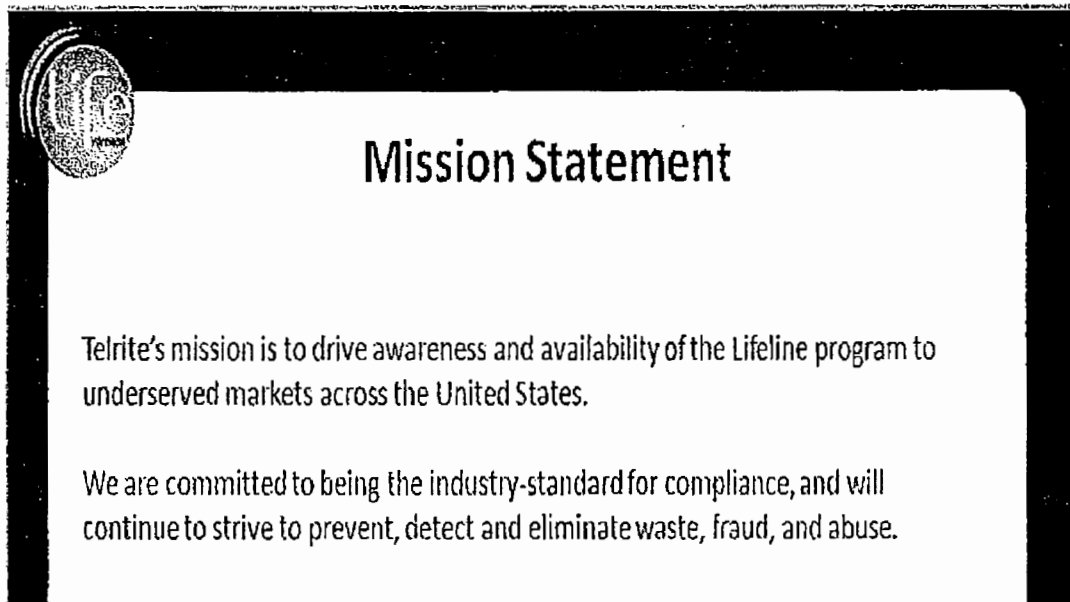 Life
Mission Statement
Telrite's mission is to drive awareness and availability of the Lifeline program to
underserved markets across the United States.
We are committed to being the industry-standard for compliance, and will
continue to strive to prevent, detect and eliminate waste, fraud, and abuse.